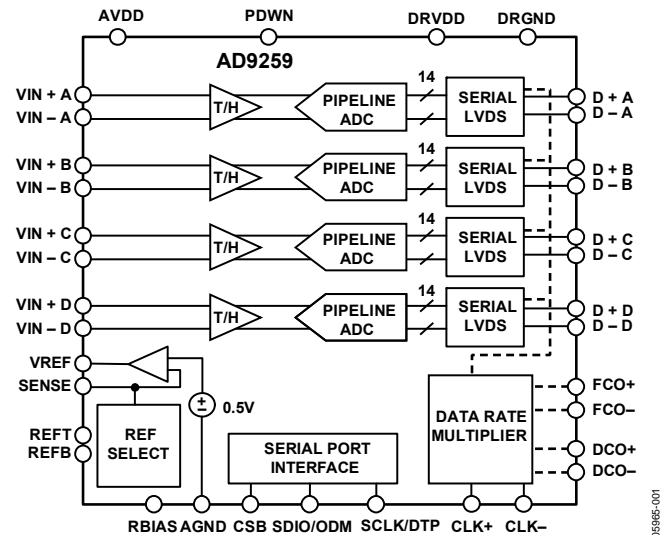 AVDD PDWN DRVDD DRGND
AD9259
VIN + A
VIN – A
T/H
PIPELINE
ADC
14
SERIAL
LVDS
D + A
D – A
VIN + B
VIN – B
T/H
PIPELINE
ADC
14
SERIAL
LVDS
D + B
D – B
VIN + C
VIN – C
T/H
PIPELINE
ADC
14
SERIAL
LVDS
D + C
D – C
VIN + D
VIN – D
T/H
PIPELINE
ADC
14
SERIAL
LVDS
D + D
D – D
VREF
SENSE
+
–
0.5V
REFT
REFB
REF
SELECT
SERIAL PORT
INTERFACE
DATA RATE
MULTIPLIER
FCO+
FCO–
DCO+
DCO–
RBIAS AGND CSB SDIO/ODM SCLK/DTP CLK+ CLK–
05965-001